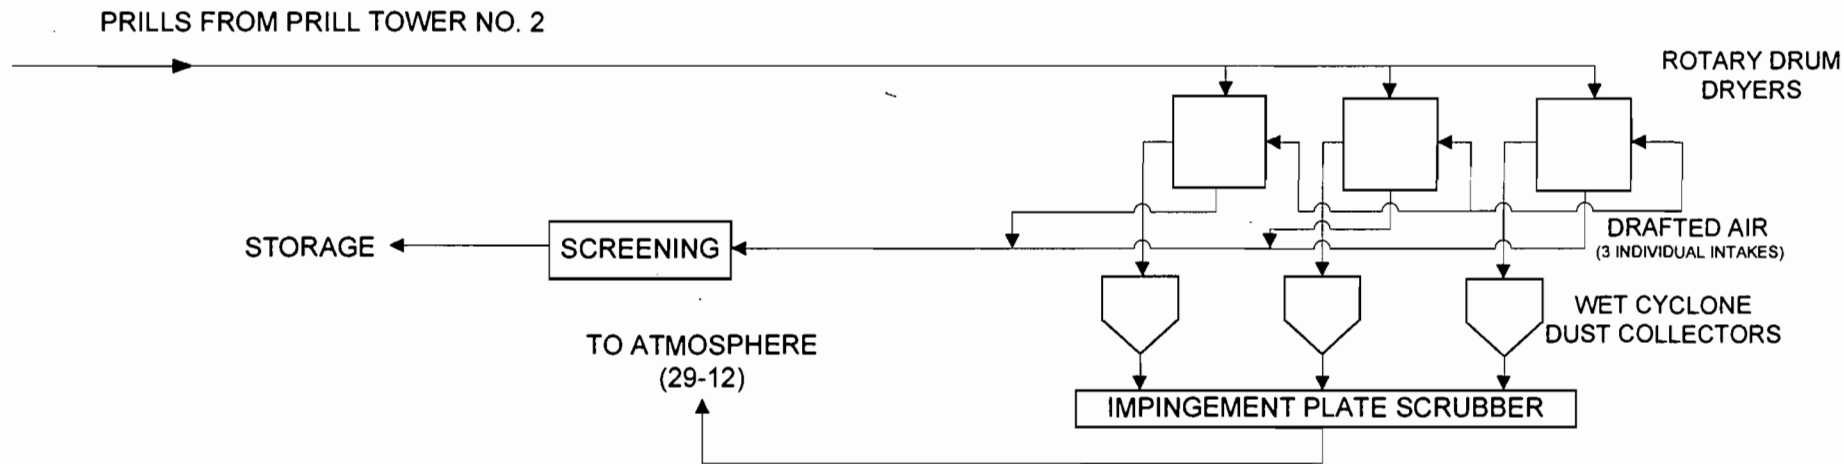 PRILLS FROM PRILL TOWER NO. 2
ROTARY DRUM
DRYERS
DRAFTED AIR
(3 INDIVIDUAL INTAKES)
STORAGE
SCREENING
WET CYCLONE
DUST COLLECTORS
TO ATMOSPHERE
(29-12)
IMPINGEMENT PLATE SCRUBBER